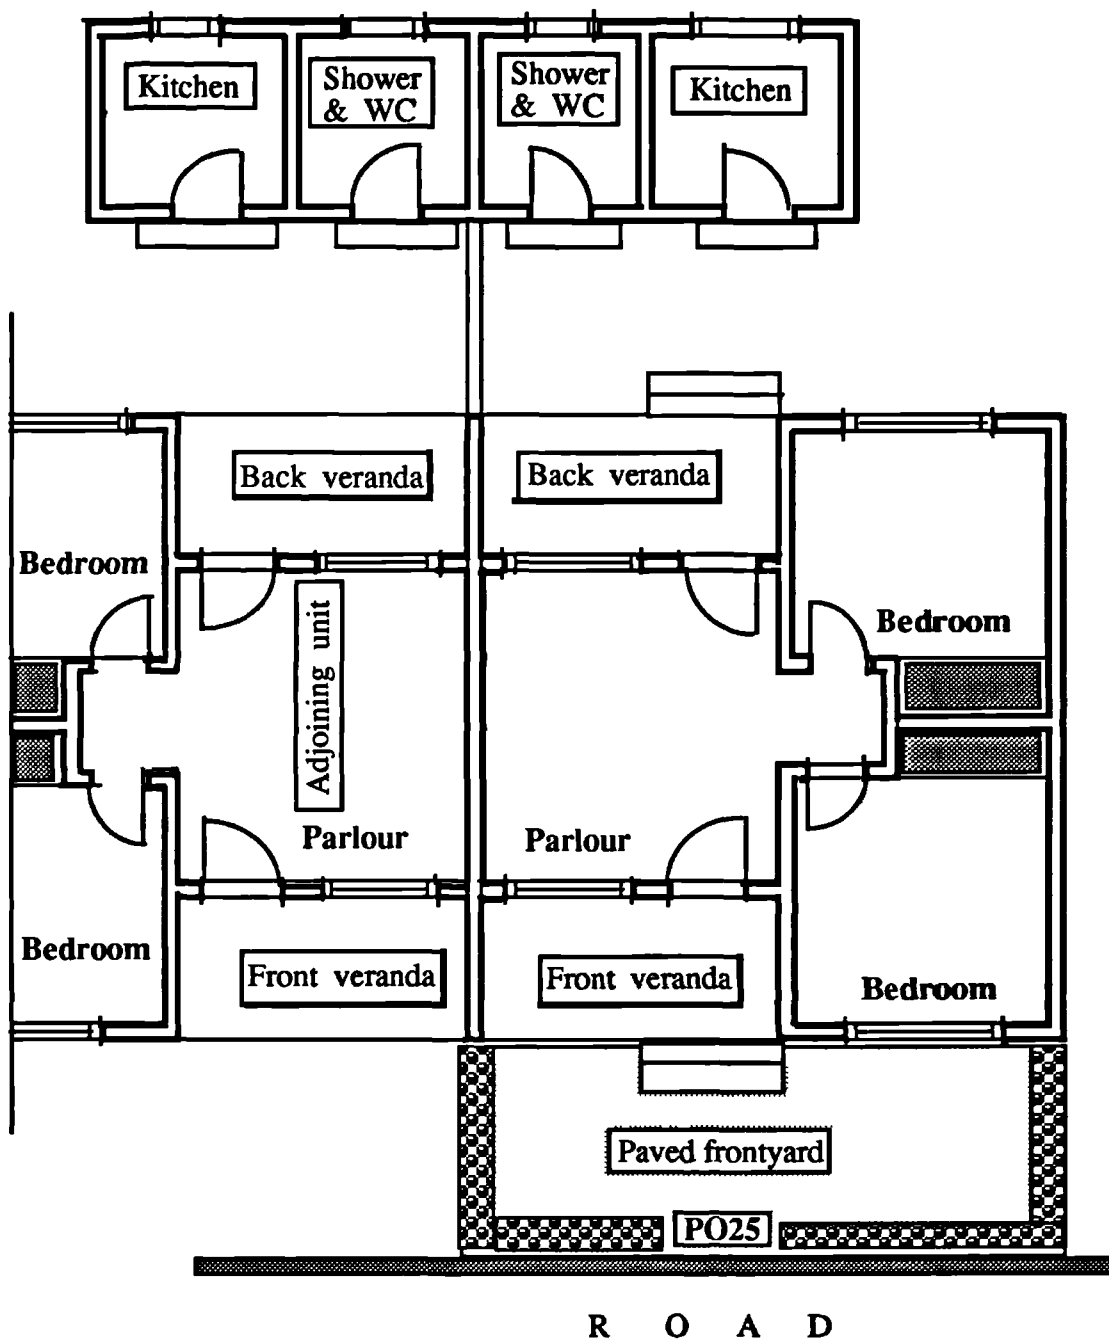 Kitchen
Shower
& WC
Shower
& WC
Kitchen
Back veranda
Back veranda
Bedroom
Adjoining unit
Bedroom
Parlour
Parlour
Bedroom
Front veranda
Front veranda
Bedroom
Paved frontyard
PO25
R O A D